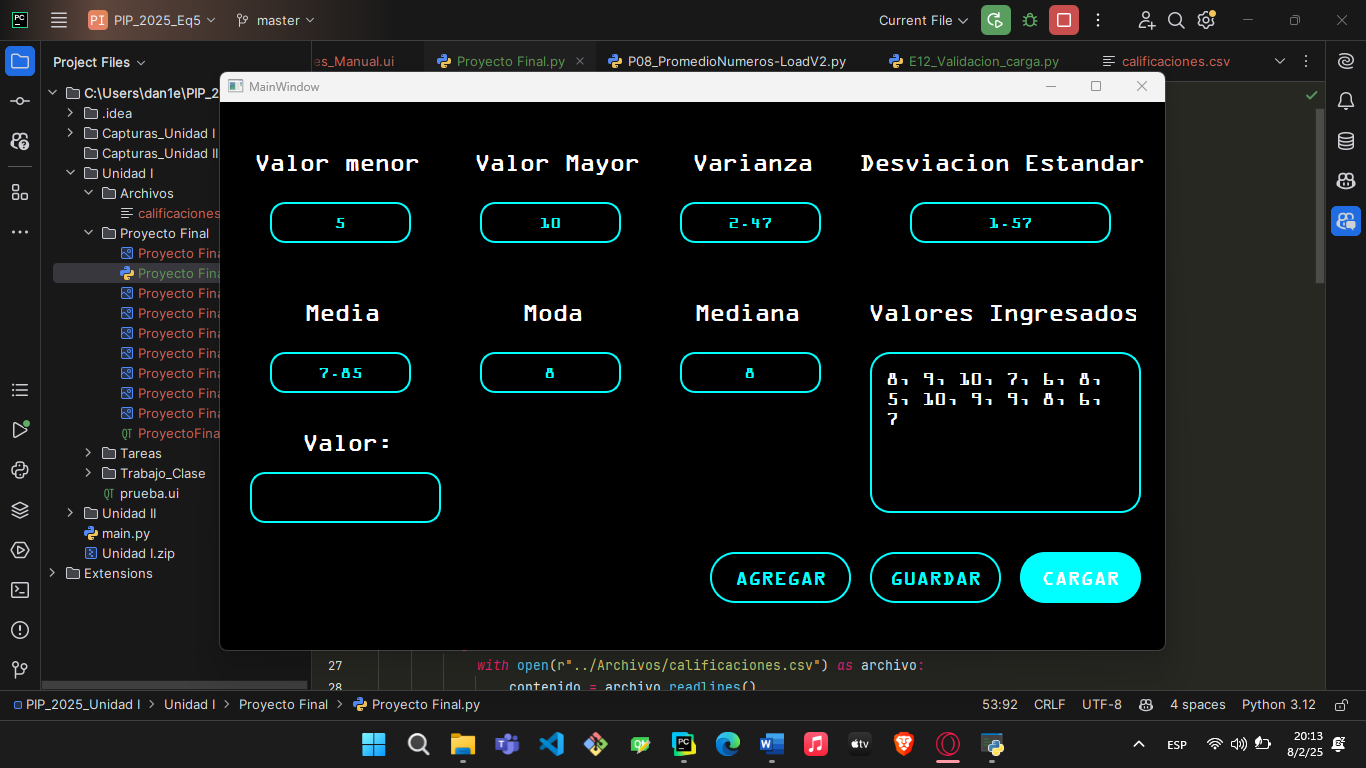 PC
PI PIP_2025_Eq5 master Current File
Project Files
es_Manual.ui Proyecto Final.py P08_PromedioNumeros-LoadV2.py E12_Validacion_carga.py calificaciones.csv
C:\Users\dan1e\PIP_2
.idea
Capturas_Unidad I
Capturas_Unidad II
Unidad I
Archivos
calificaciones
Proyecto Final
Proyecto Fina
Proyecto Fina
Proyecto Fina
Proyecto Fina
Proyecto Fina
Proyecto Fina
Proyecto Fina
Proyecto Fina
Proyecto Fina
QT ProyectoFinal
Tareas
Trabajo_Clase
QT prueba.ui
Unidad II
main.py
Unidad I.zip
Extensions
MainWindow
Valor menor Valor Mayor Varianza Desviacion Estandar
5 10 2.47 1.57
Media Moda Mediana Valores Ingresados
7.85 8 8
8, 9, 10, 7, 6, 8,
5, 10, 9, 9, 8, 6,
7
Valor:
AGREGAR GUARDAR CARGAR
27 with open(r"../Archivos/calificaciones.csv") as archivo:
28 contenido = archivo.readlines()
PIP_2025_Unidad I > Unidad I > Proyecto Final > Proyecto Final.py 53:92 CRLF UTF-8 4 spaces Python 3.12
tv
ESP
20:13
8/2/25